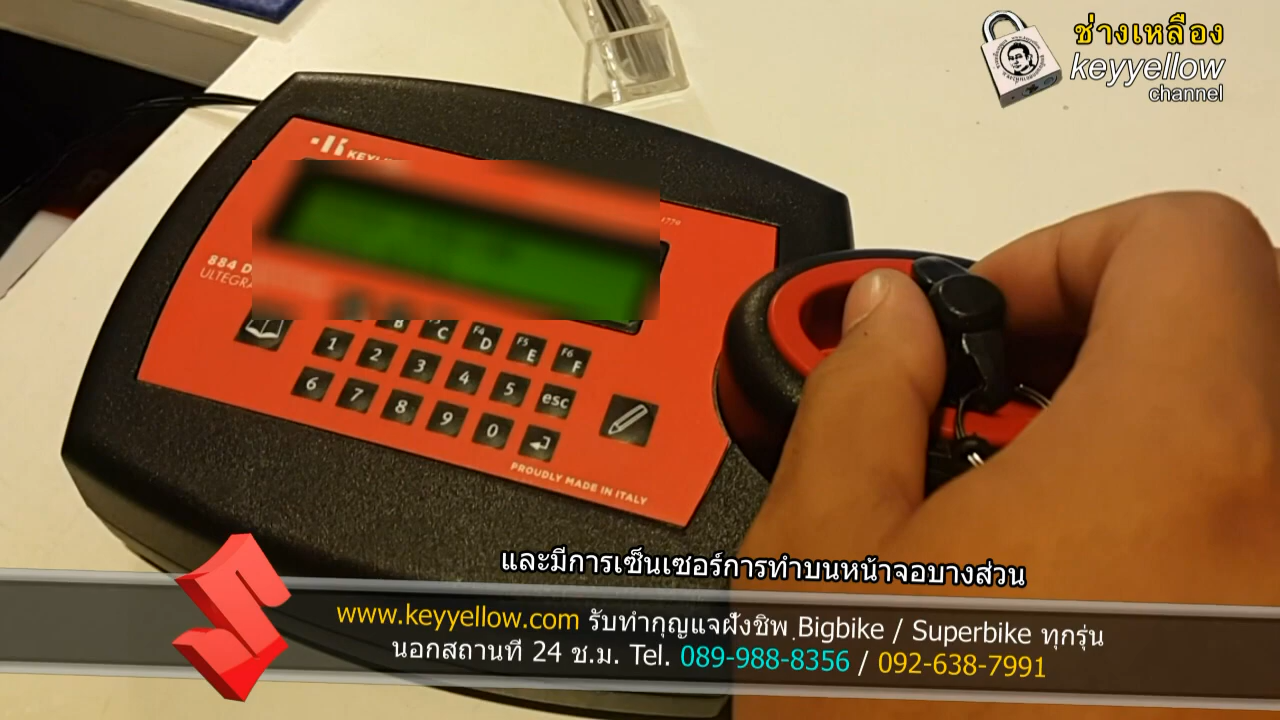 ช่างเหลือง
keyyellow
channel
884 D
ULTEGRA
B C D E F
F4 F5 F6
1 2 3 4 5 esc
6 7 8 9 0
PROUDLY MADE IN ITALY
และมีการเซ็นเซอร์การทำบนหน้าจอบางส่วน
www.keyyellow.com รับทำกุญแจฝังชิพ Bigbike / Superbike ทุกรุ่น
นอกสถานที่ 24 ช.ม. Tel. 089-988-8356 / 092-638-7991